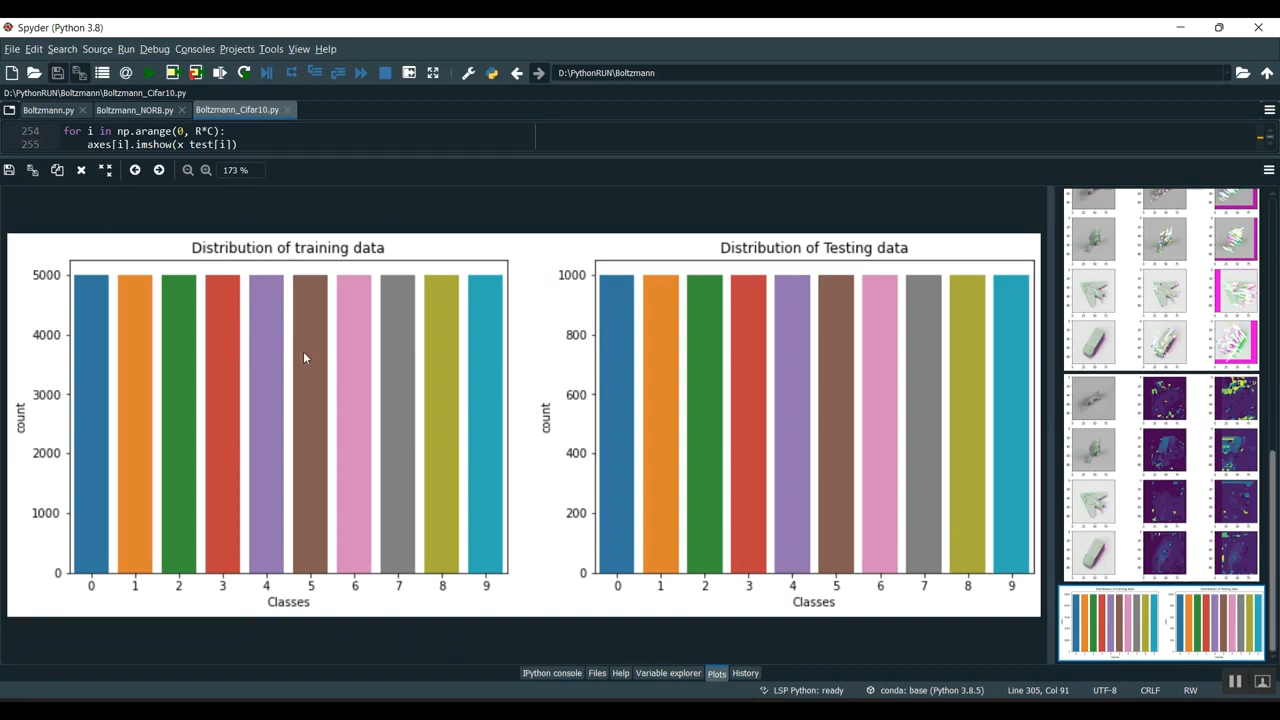 Spyder (Python 3.8)
File Edit Search Source Run Debug Consoles Projects Tools View Help
D:\PythonRUN\Boltzmann
D:\PythonRUN\Boltzmann\Boltzmann_Cifar10.py
Boltzmann.py Boltzmann_NORB.py Boltzmann_Cifar10.py
254 for i in np.arange(0, R*C):
255 axes[i].imshow(x_test[i])
173 %
Distribution of training data
5000
4000
3000
2000
1000
0
count
0 1 2 3 4 5 6 7 8 9
Classes
Distribution of Testing data
1000
800
600
400
200
0
count
0 1 2 3 4 5 6 7 8 9
Classes
IPython console Files Help Variable explorer Plots History
LSP Python: ready conda: base (Python 3.8.5) Line 305, Col 91 UTF-8 CRLF RW